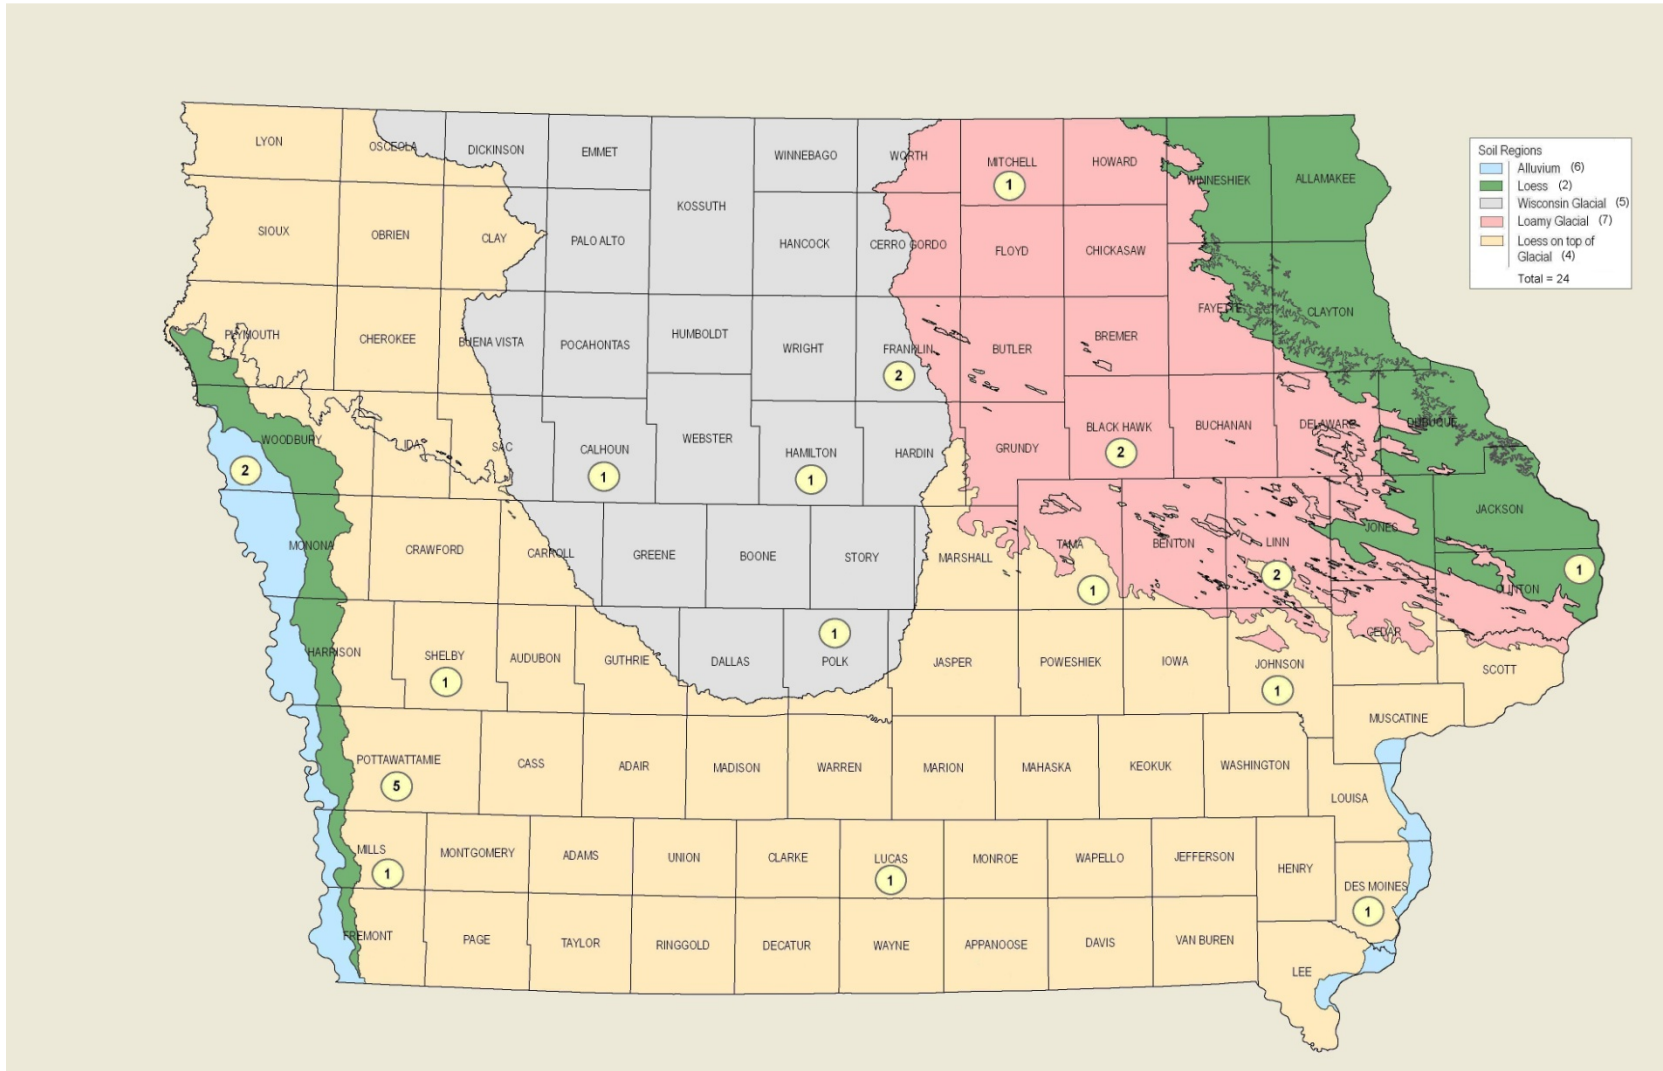 LYON
OSCEOLA
DICKINSON
EMMET
WINNEBAGO
WORTH
MITCHELL
1
HOWARD
WINNESHIEK
ALLAMAKEE
Soil Regions
Alluvium (6)
Loess (2)
Wisconsin Glacial (5)
Loamy Glacial (7)
Loess on top of
Glacial (4)
Total = 24
SIOUX
OBRIEN
CLAY
PALO ALTO
KOSSUTH
HANCOCK
CERRO GORDO
FLOYD
CHICKASAW
PLYMOUTH
CHEROKEE
BUENA VISTA
POCAHONTAS
HUMBOLDT
WRIGHT
FRANKLIN
2
BUTLER
BREMER
FAYETTE
CLAYTON
WOODBURY
2
IDA
SAC
CALHOUN
1
WEBSTER
HAMILTON
1
HARDIN
GRUNDY
BLACK HAWK
2
BUCHANAN
DELAWARE
DUBUQUE
MONONA
CRAWFORD
CARROLL
GREENE
BOONE
STORY
MARSHALL
TAMA
1
BENTON
LINN
2
JONES
JACKSON
CLINTON
1
HARRISON
SHELBY
1
AUDUBON
GUTHRIE
DALLAS
1
POLK
JASPER
POWESHIEK
IOWA
JOHNSON
1
CEDAR
SCOTT
MUSCATINE
POTTAWATTAMIE
5
CASS
ADAIR
MADISON
WARREN
MARION
MAHASKA
KEOKUK
WASHINGTON
LOUISA
MILLS
1
MONTGOMERY
ADAMS
UNION
CLARKE
LUCAS
1
MONROE
WAPELLO
JEFFERSON
HENRY
DES MOINES
1
FREMONT
PAGE
TAYLOR
RINGGOLD
DECATUR
WAYNE
APPANOOSE
DAVIS
VAN BUREN
LEE